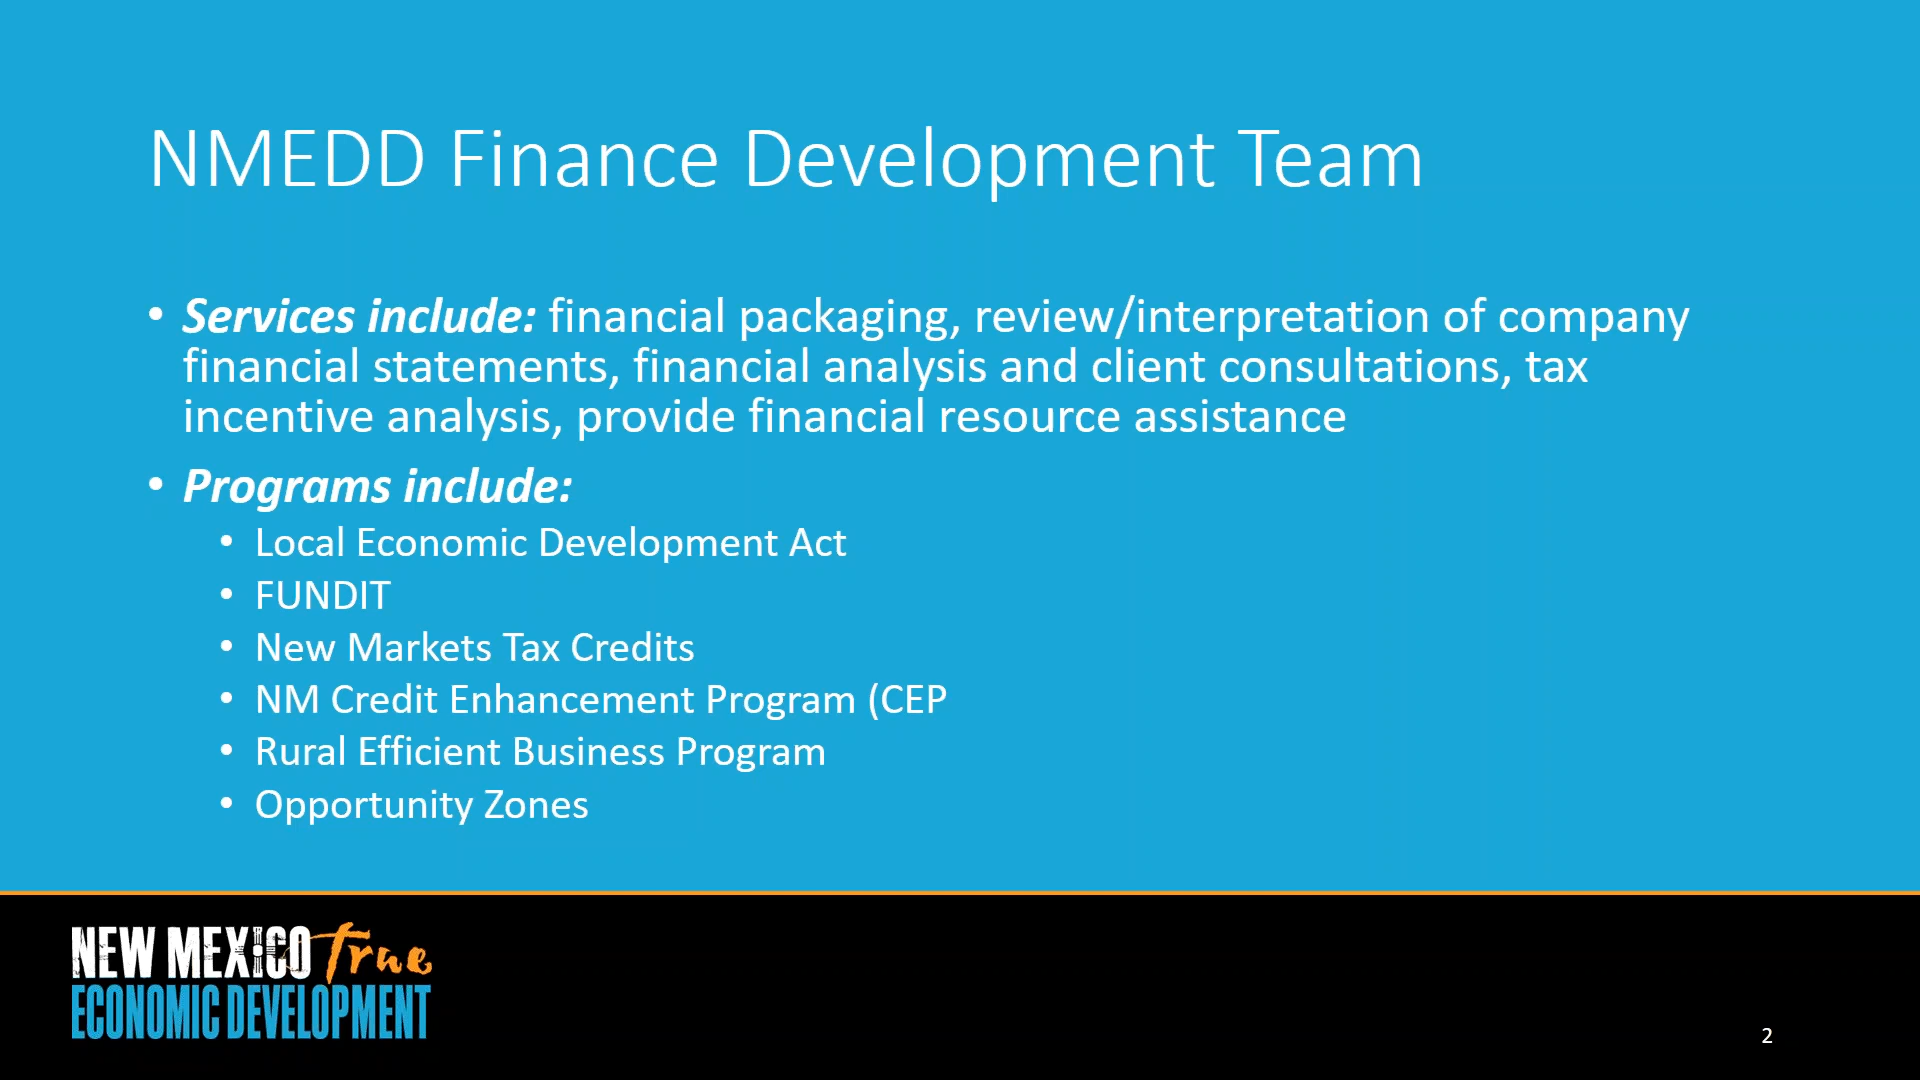 NMEDD Finance Development Team
• Services include: financial packaging, review/interpretation of company
financial statements, financial analysis and client consultations, tax
incentive analysis, provide financial resource assistance
• Programs include:
• Local Economic Development Act
• FUNDIT
• New Markets Tax Credits
• NM Credit Enhancement Program (CEP
• Rural Efficient Business Program
• Opportunity Zones
NEW MEXICO True
ECONOMIC DEVELOPMENT
2